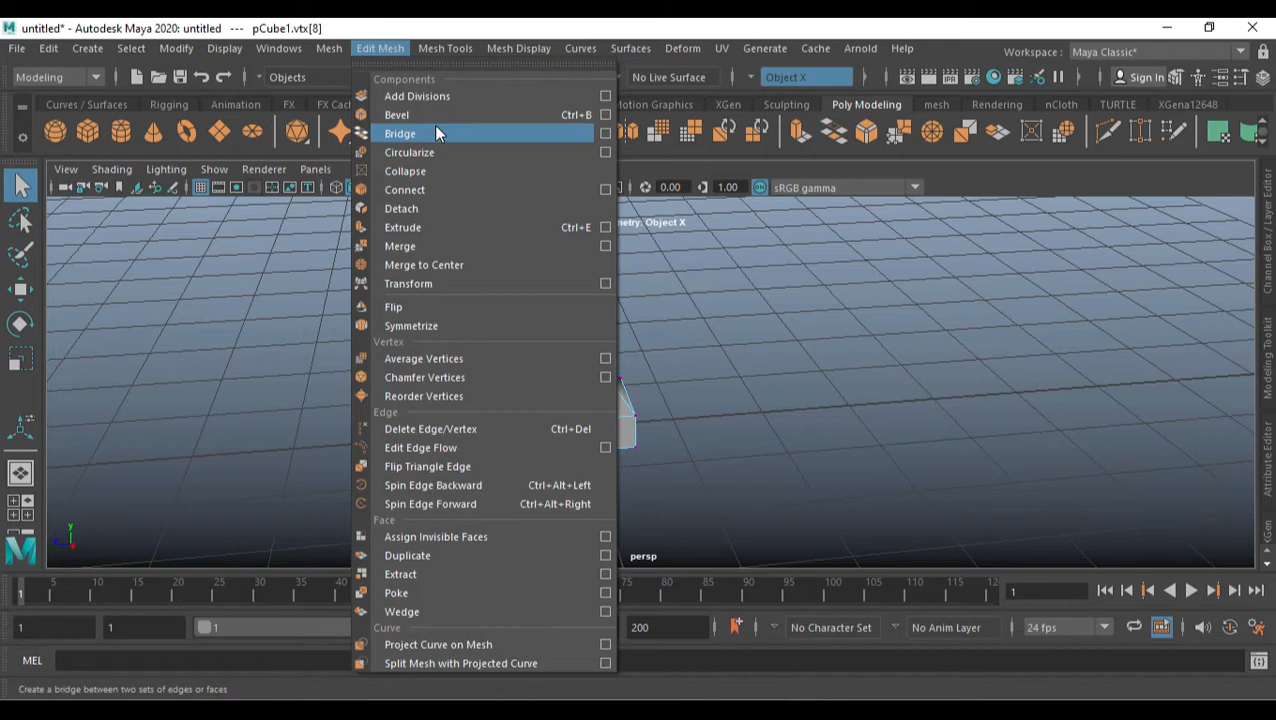 untitled* - Autodesk Maya 2020: untitled --- pCube1.vtx[8]
File Edit Create Select Modify Display Windows Mesh Edit Mesh Mesh Tools Mesh Display Curves Surfaces Deform UV Generate Cache Arnold Help Workspace : Maya Classic*
Modeling Objects No Live Surface Object X Sign In
Curves / Surfaces Rigging Animation FX FX Cach Motion Graphics XGen Sculpting Poly Modeling mesh Rendering nCloth TURTLE XGena12648
View Shading Lighting Show Renderer Panels 0.00 1.00 ON sRGB gamma
metry: Object X
Components
Add Divisions
Bevel Ctrl+B
Bridge
Circularize
Collapse
Connect
Detach
Extrude Ctrl+E
Merge
Merge to Center
Transform
Flip
Symmetrize
Vertex
Average Vertices
Chamfer Vertices
Reorder Vertices
Edge
Delete Edge/Vertex Ctrl+Del
Edit Edge Flow
Flip Triangle Edge
Spin Edge Backward Ctrl+Alt+Left
Spin Edge Forward Ctrl+Alt+Right
Face
Assign Invisible Faces
Duplicate
Extract
Poke
Wedge
Curve
Project Curve on Mesh
Split Mesh with Projected Curve
Channel Box / Layer Editor
Modeling Toolkit
Attribute Editor
XGen
y
persp
1 5 10 15 20 25 30 35 40 75 80 85 90 95 100 105 110 115 12 1
1 1 1 200 No Character Set No Anim Layer 24 fps
MEL
Create a bridge between two sets of edges or faces